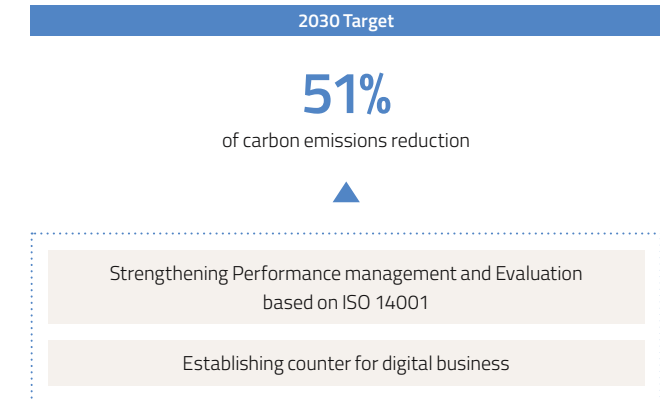 2030 Target
51%
of carbon emissions reduction
Strengthening Performance management and Evaluation
based on ISO 14001
Establishing counter for digital business